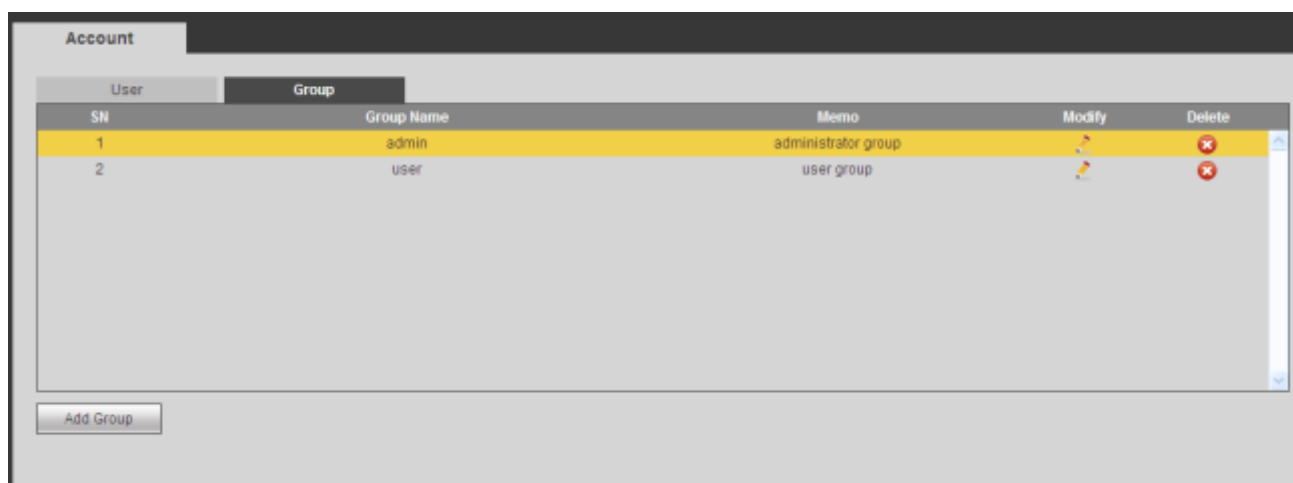 Account
User Group
SN Group Name Memo Modify Delete
1 admin administrator group
2 user user group
Add Group